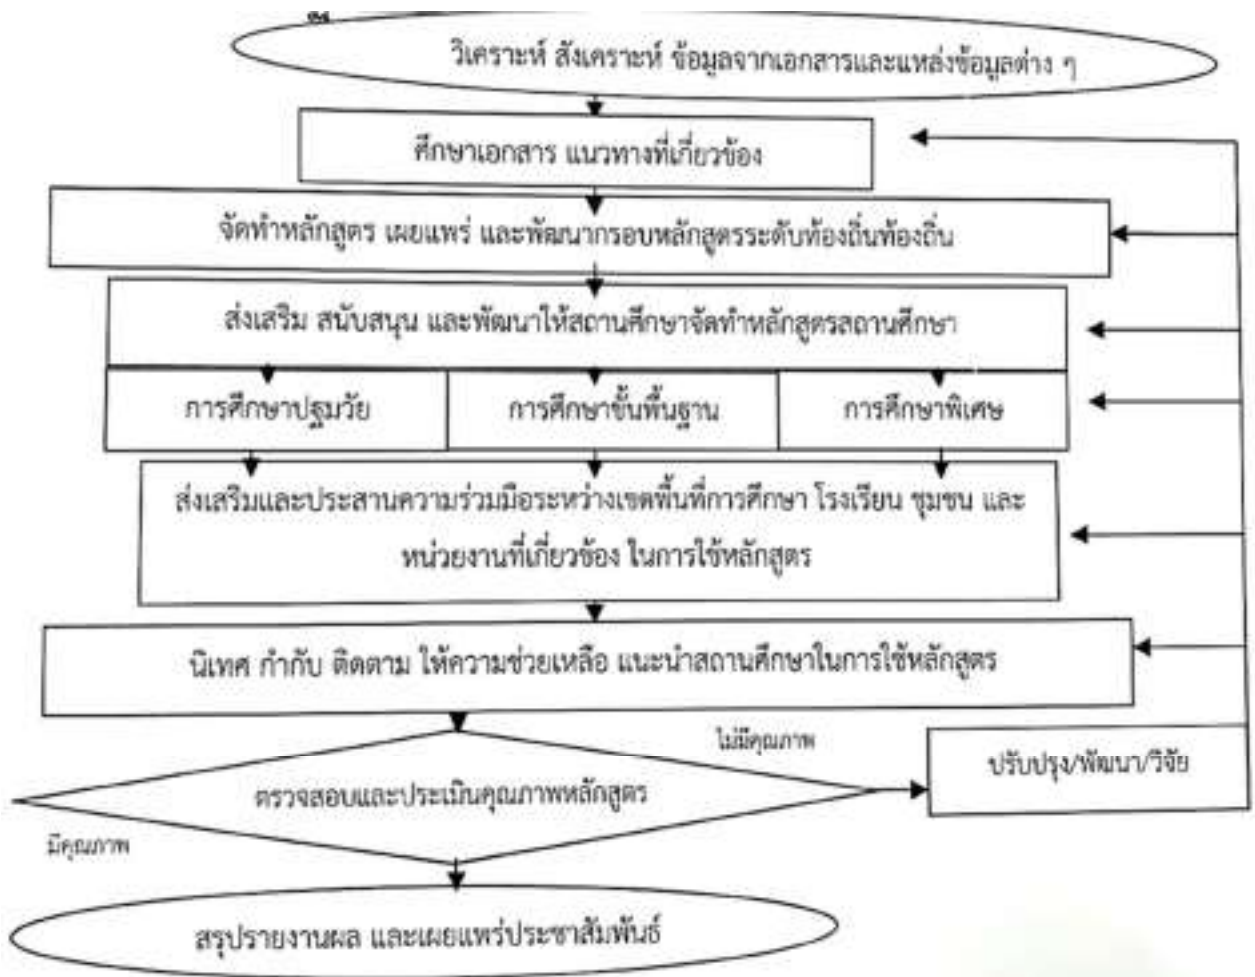 วิเคราะห์ สังเคราะห์ ข้อมูลจากเอกสารและแหล่งข้อมูลต่าง ๆ
ศึกษาเอกสาร แนวทางที่เกี่ยวข้อง
จัดทำหลักสูตร เผยแพร่ และพัฒนากรอบหลักสูตรระดับท้องถิ่นท้องถิ่น
ส่งเสริม สนับสนุน และพัฒนาให้สถานศึกษาจัดทำหลักสูตรสถานศึกษา
การศึกษาปฐมวัย
การศึกษาขั้นพื้นฐาน
การศึกษาพิเศษ
ส่งเสริมและประสานความร่วมมือระหว่างเขตพื้นที่การศึกษา โรงเรียน ชุมชน และ
หน่วยงานที่เกี่ยวข้อง ในการใช้หลักสูตร
นิเทศ กำกับ ติดตาม ให้ความช่วยเหลือ แนะนำสถานศึกษาในการใช้หลักสูตร
ไม่มีคุณภาพ
ปรับปรุง/พัฒนา/วิจัย
ตรวจสอบและประเมินคุณภาพหลักสูตร
มีคุณภาพ
สรุปรายงานผล และเผยแพร่ประชาสัมพันธ์